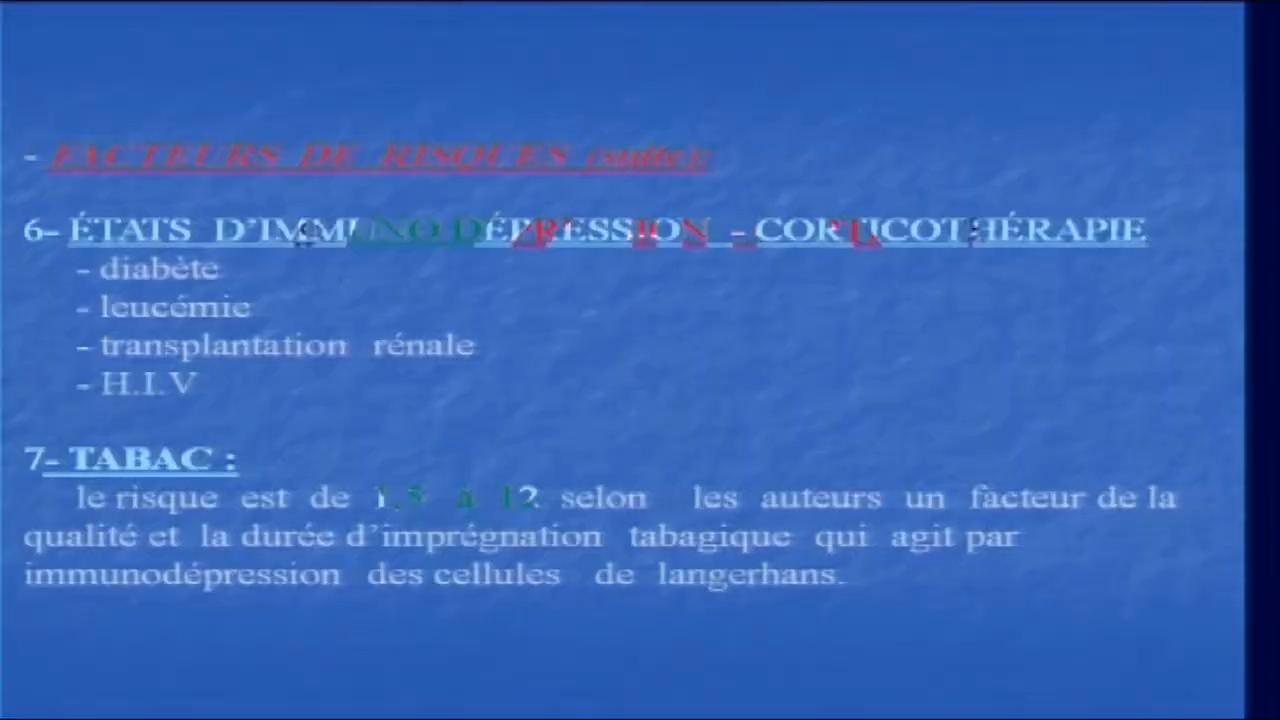 - FACTEURS DE RISQUES (suite):
6- ÉTATS D'IMMUNODÉPRESSION - CORTICOTHÉRAPIE
- diabète
- leucémie
- transplantation rénale
- H.I.V
7- TABAC :
le risque est de 1,5 à 12 selon les auteurs un facteur de la
qualité et la durée d'imprégnation tabagique qui agit par
immunodépression des cellules de langerhans.